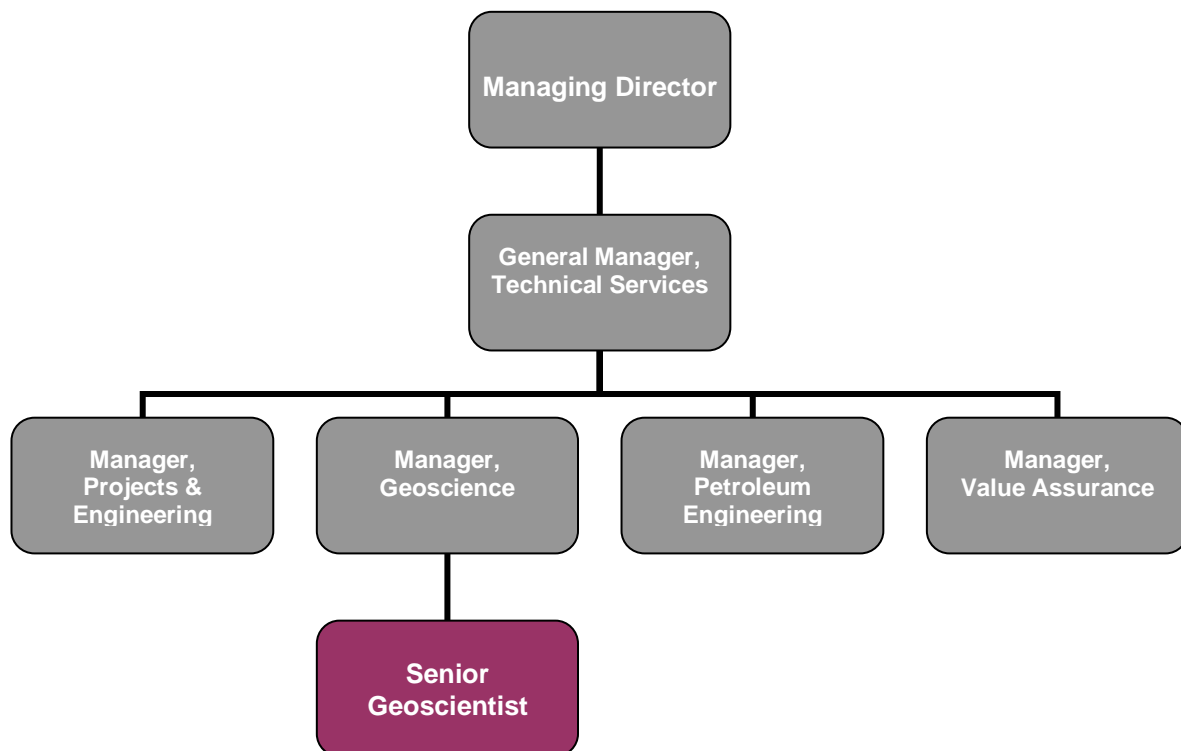 Managing Director
General Manager,
Technical Services
Manager,
Projects &
Engineering
Manager,
Geoscience
Manager,
Petroleum
Engineering
Manager,
Value Assurance
Senior
Geoscientist